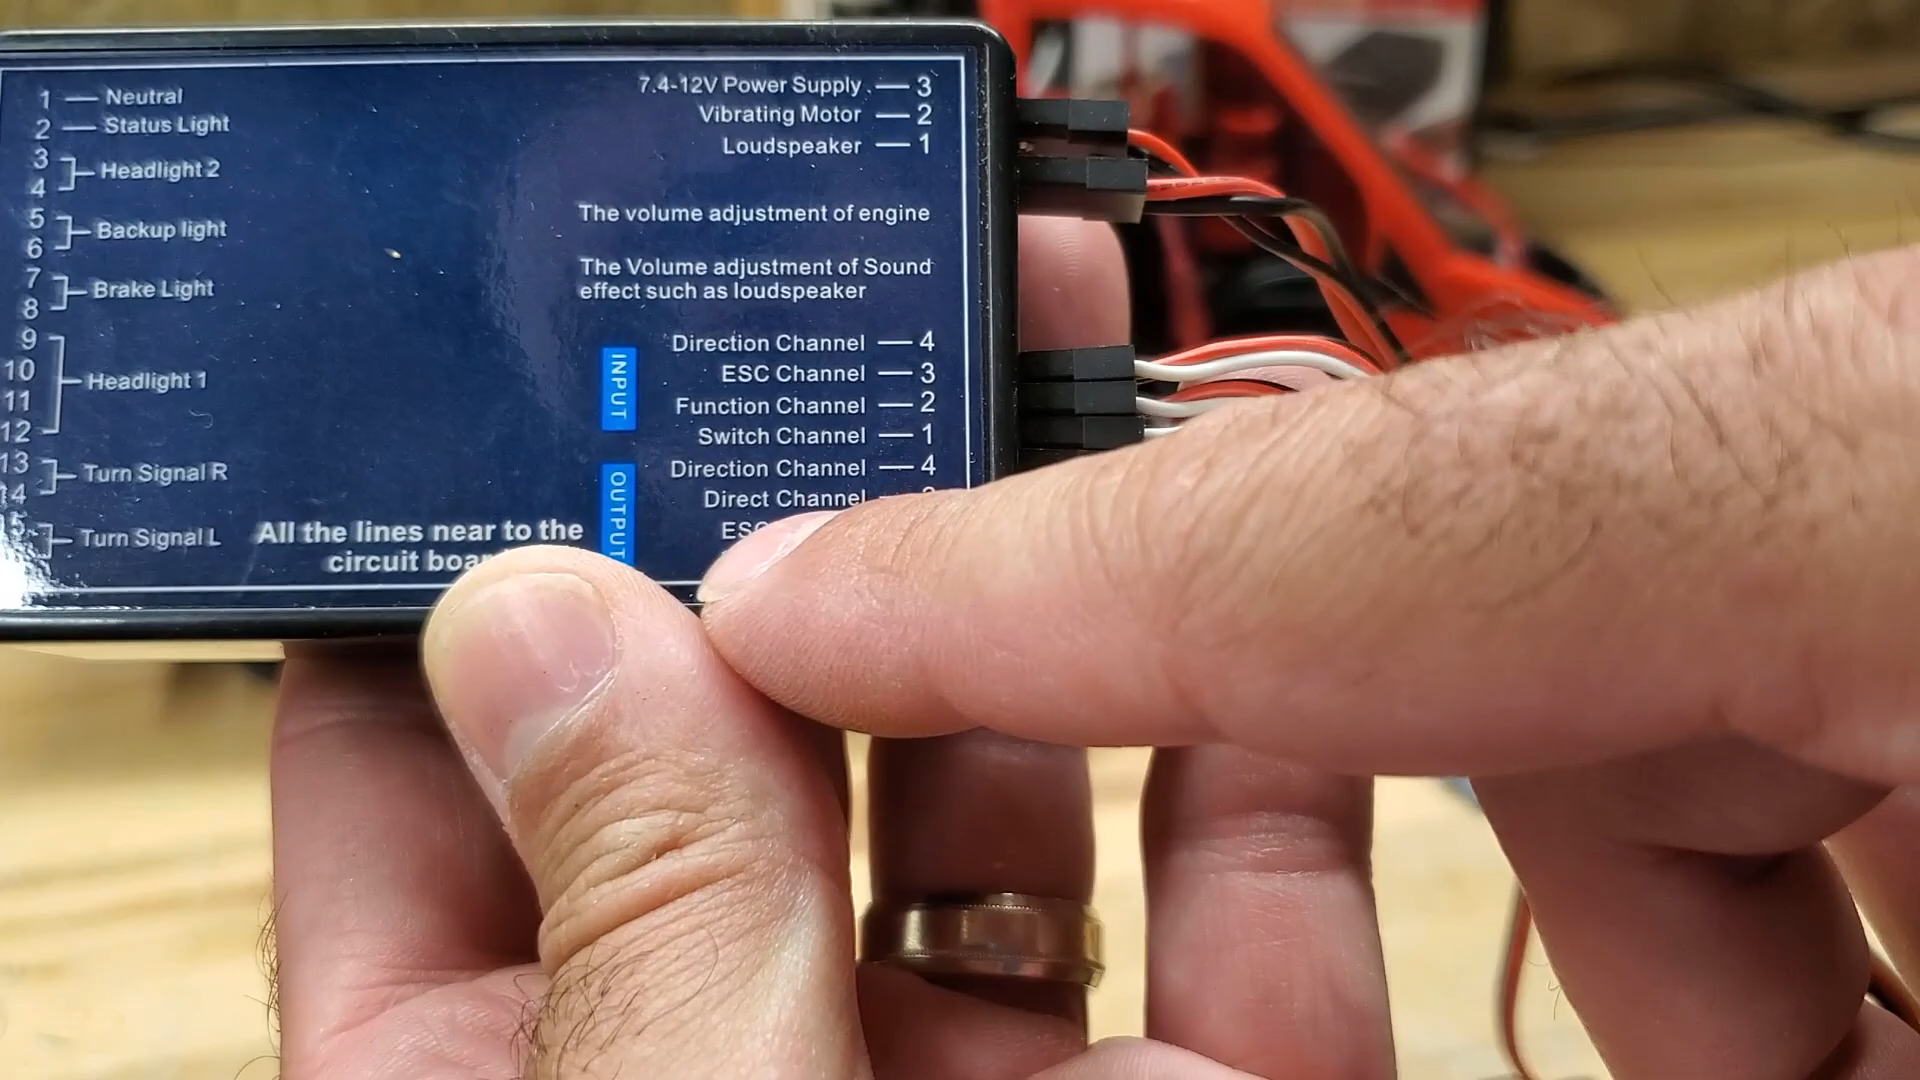 1 — Neutral
2 — Status Light
3
4
Headlight 2
5
6
Backup light
7
8
Brake Light
9
10
11
12
Headlight 1
13
14
Turn Signal R
15
Turn Signal L
All the lines near to the
circuit
7.4-12V Power Supply — 3
Vibrating Motor — 2
Loudspeaker — 1
The volume adjustment of engine
The Volume adjustment of Sound
effect such as loudspeaker
INPUT
Direction Channel — 4
ESC Channel — 3
Function Channel — 2
Switch Channel — 1
OUTPUT
Direction Channel — 4
Direct Channel